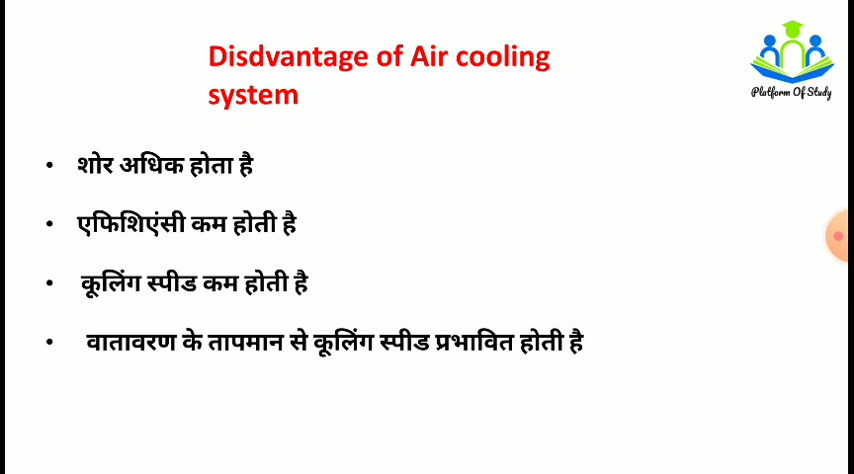 Disdvantage of Air cooling
system
Platform Of Study
• शोर अधिक होता है
• एफिशिएंसी कम होती है
• कूलिंग स्पीड कम होती है
• वातावरण के तापमान से कूलिंग स्पीड प्रभावित होती है